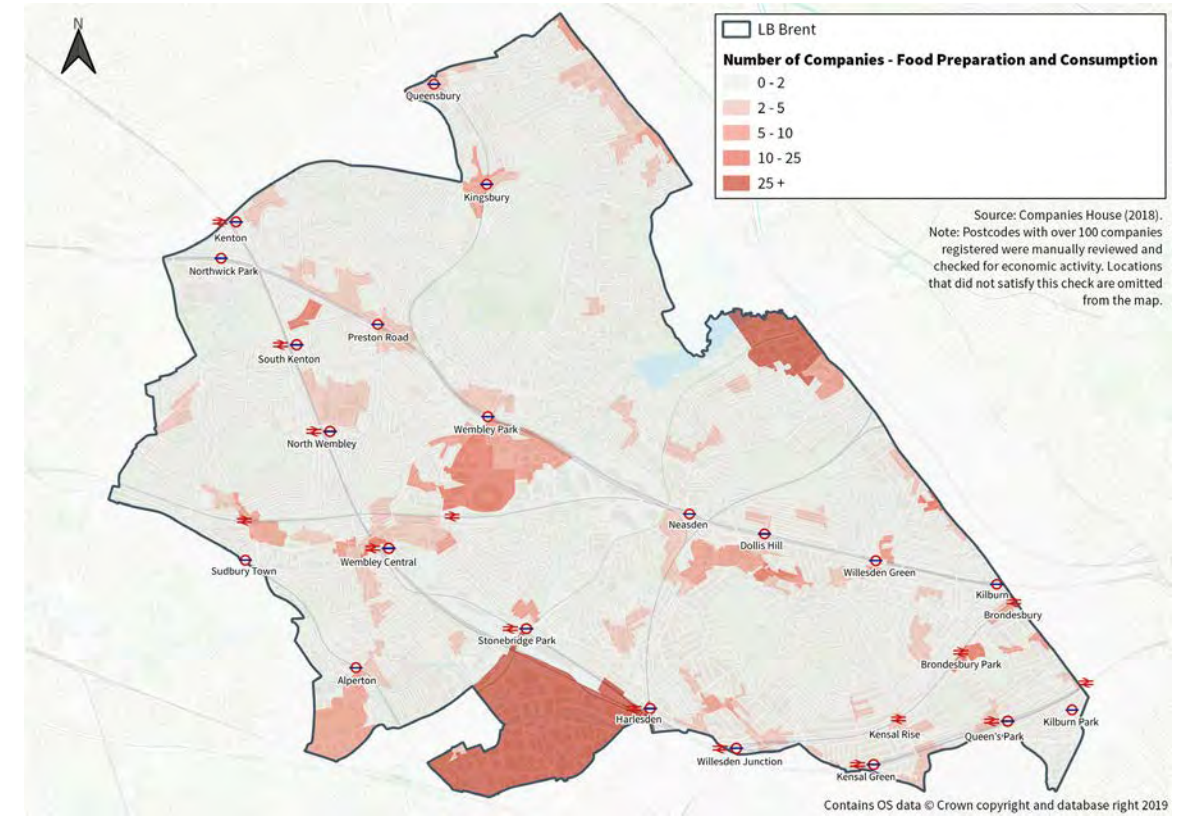 N
LB Brent
Number of Companies - Food Preparation and Consumption
0 - 2
2 - 5
5 - 10
10 - 25
25 +
Source: Companies House (2018).
Note: Postcodes with over 100 companies
registered were manually reviewed and
checked for economic activity. Locations
that did not satisfy this check are omitted
from the map.
Queensbury
Kingsbury
Kenton
Northwick Park
Preston Road
South Kenton
Wembley Park
North Wembley
Neasden
Dollis Hill
Wembley Central
Sudbury Town
Willesden Green
Kilburn
Brondesbury
Stonebridge Park
Brondesbury Park
Alperton
Harlesden
Kilburn Park
Kensal Rise
Queen's Park
Willesden Junction
Kensal Green
Contains OS data © Crown copyright and database right 2019